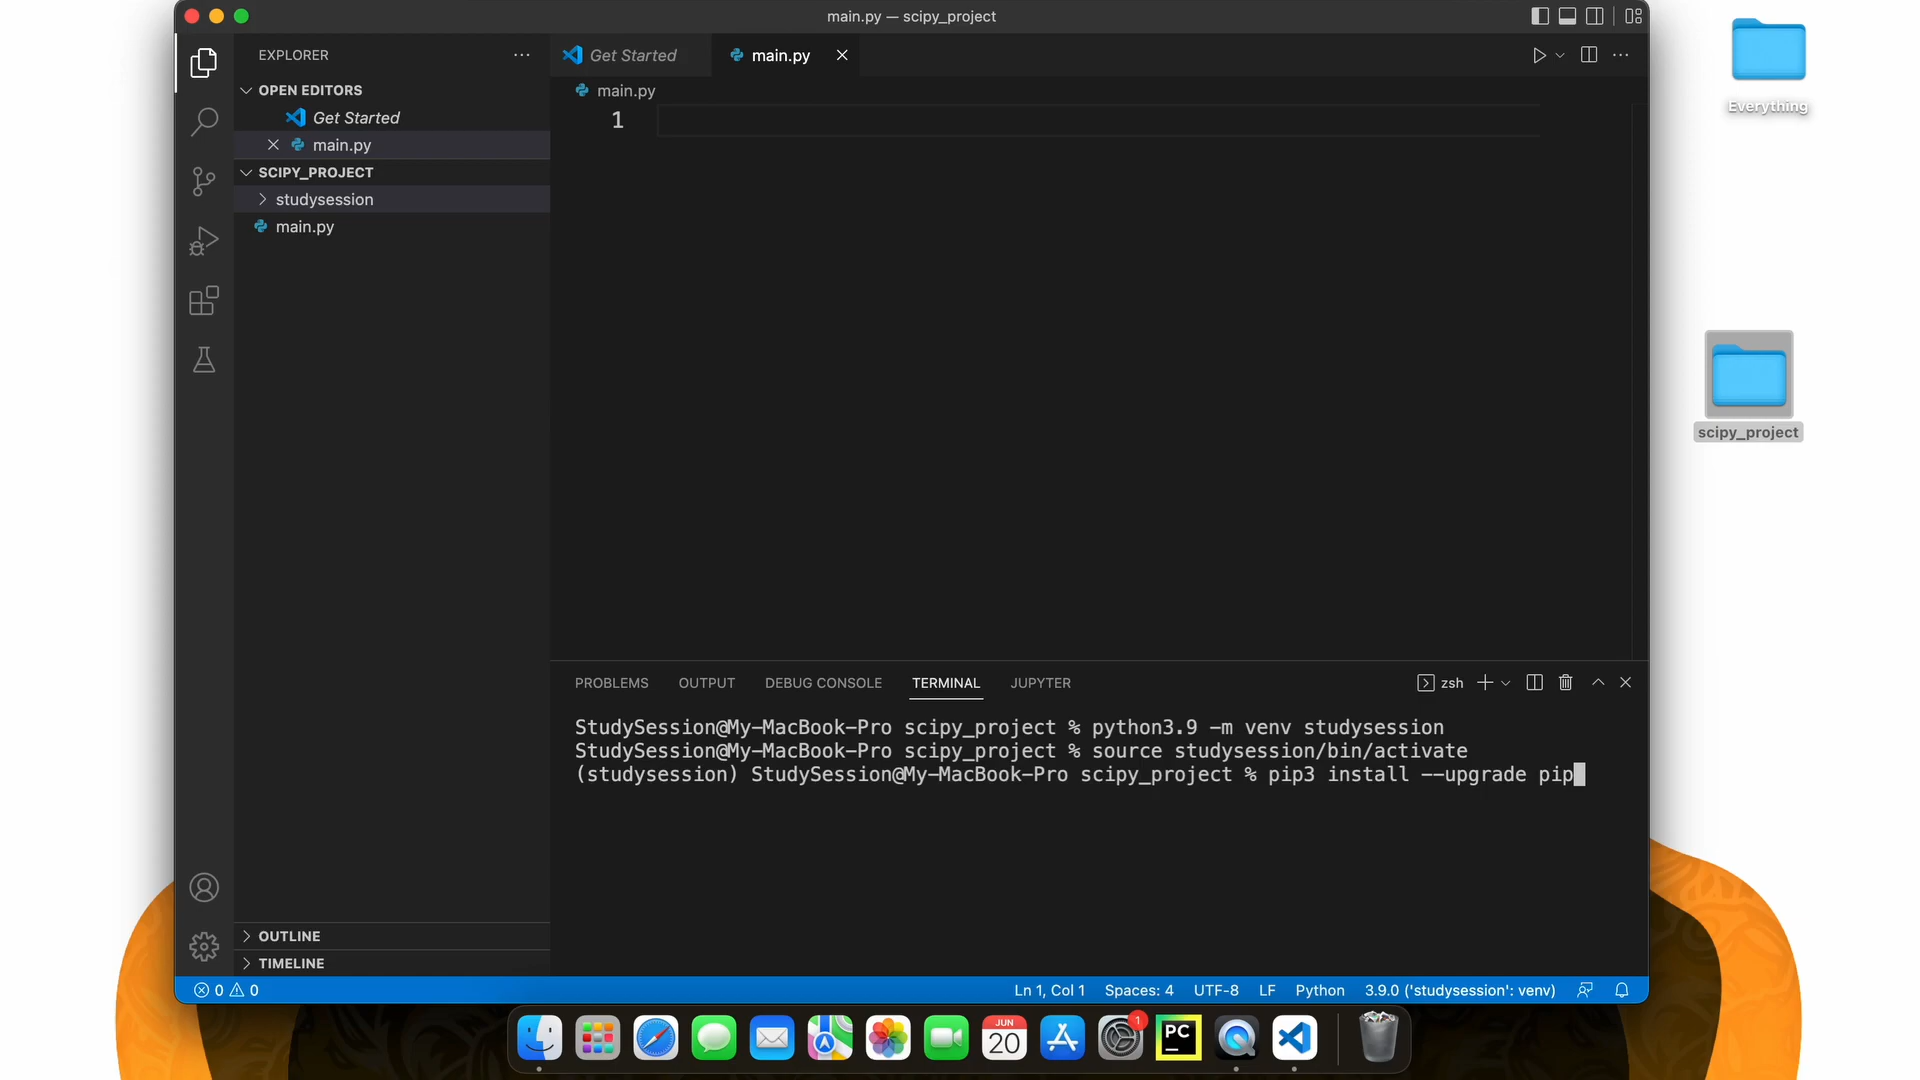 main.py — scipy_project
EXPLORER
Get Started
main.py
OPEN EDITORS
Get Started
main.py
SCIPY_PROJECT
studysession
main.py
main.py
1
Everything
scipy_project
PROBLEMS
OUTPUT
DEBUG CONSOLE
TERMINAL
JUPYTER
zsh
StudySession@My-MacBook-Pro scipy_project % python3.9 -m venv studysession
StudySession@My-MacBook-Pro scipy_project % source studysession/bin/activate
(studysession) StudySession@My-MacBook-Pro scipy_project % pip3 install --upgrade pip
OUTLINE
TIMELINE
0 0
Ln 1, Col 1
Spaces: 4
UTF-8
LF
Python
3.9.0 ('studysession': venv)
JUN
20
1
PC